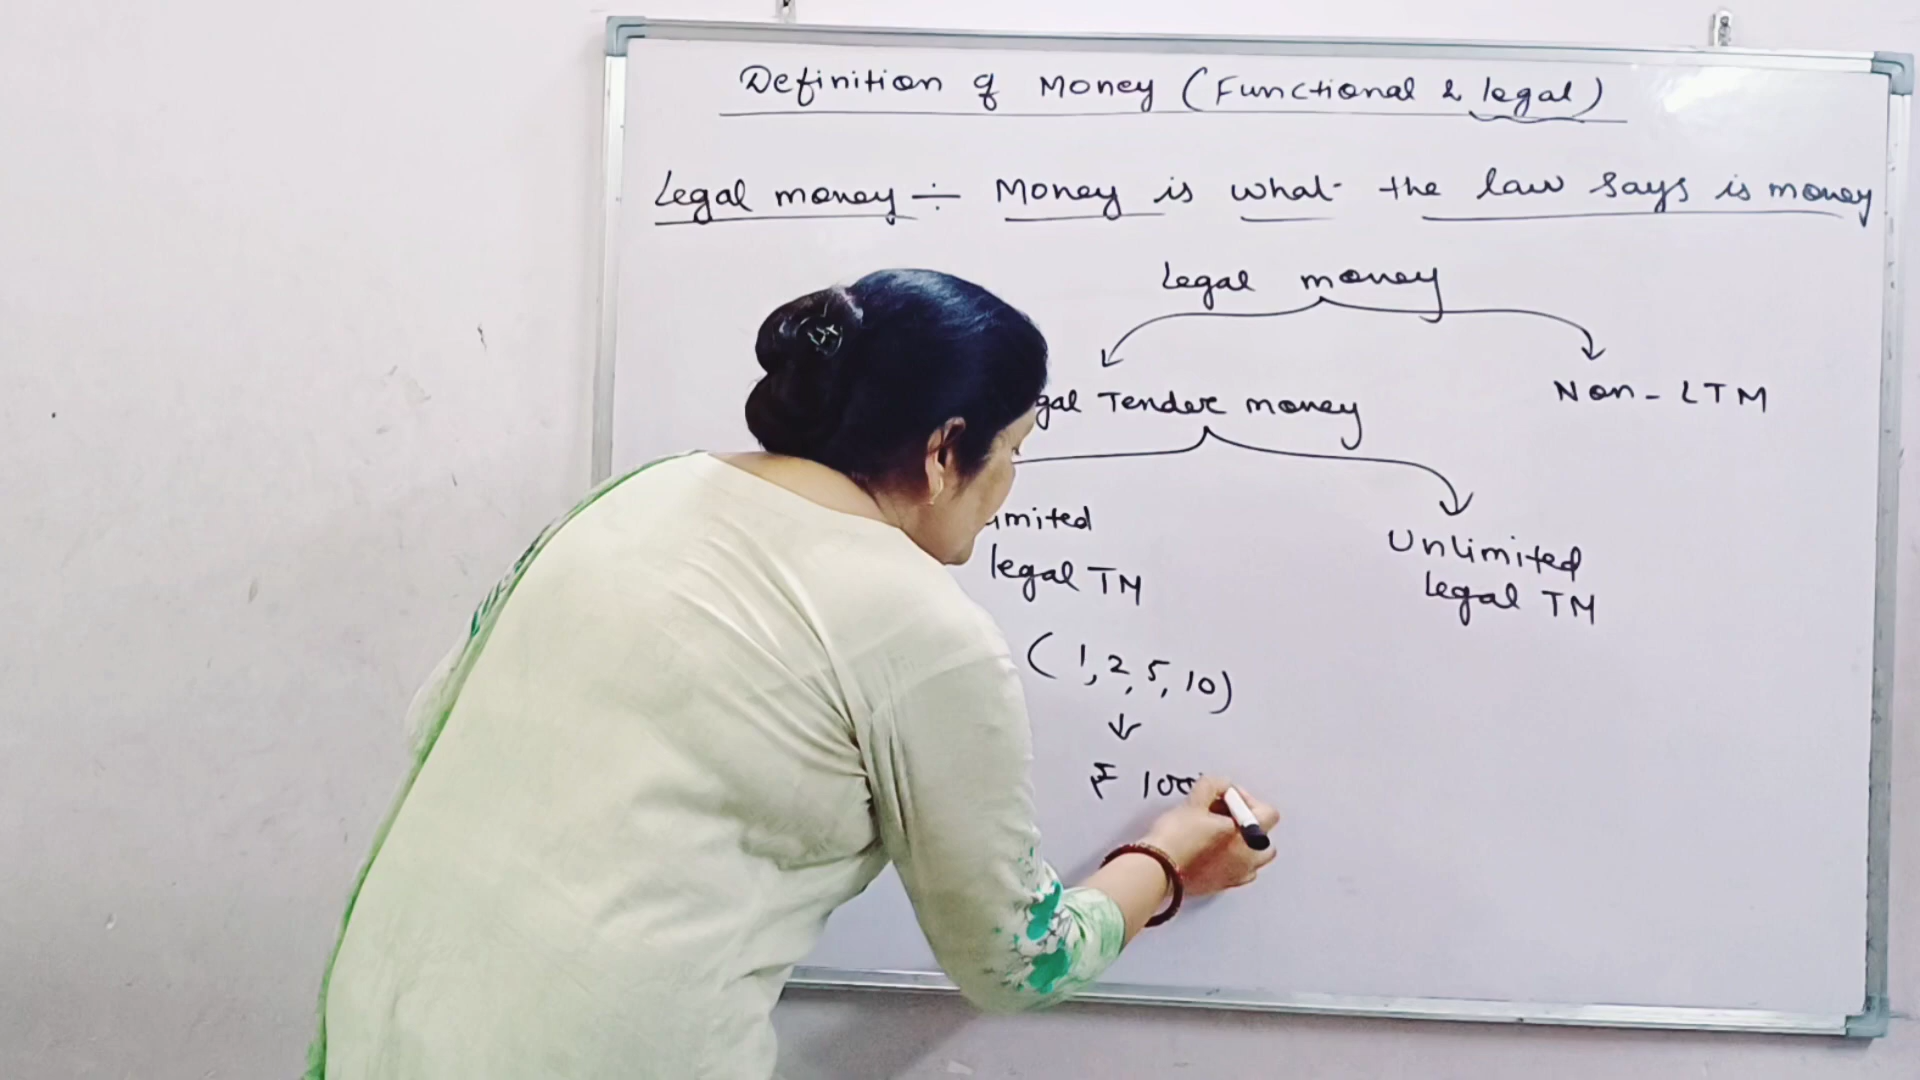 Definition of Money (Functional & legal)
Legal money ÷ Money is what the law says is money
Legal money
gal Tender money
Non-LTM
imited
legal TM
Unlimited
Legal TM
(1, 2, 5, 10)
↓
₹ 100